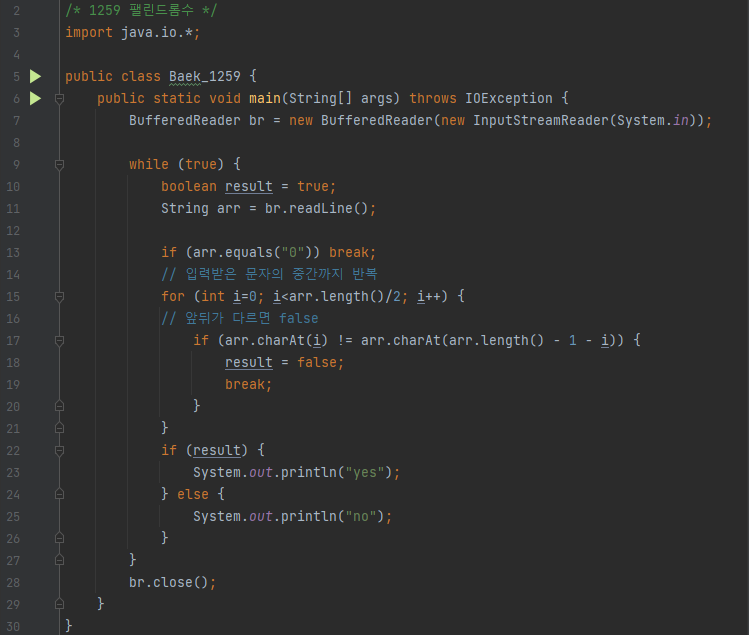 2 /* 1259 팰린드롬수 */
3 import java.io.*;
4
5 public class Baek_1259 {
6     public static void main(String[] args) throws IOException {
7         BufferedReader br = new BufferedReader(new InputStreamReader(System.in));
8
9         while (true) {
10             boolean result = true;
11             String arr = br.readLine();
12
13             if (arr.equals("0")) break;
14             // 입력받은 문자의 중간까지 반복
15             for (int i=0; i<arr.length()/2; i++) {
16             // 앞뒤가 다르면 false
17                 if (arr.charAt(i) != arr.charAt(arr.length() - 1 - i)) {
18                     result = false;
19                     break;
20                 }
21             }
22             if (result) {
23                 System.out.println("yes");
24             } else {
25                 System.out.println("no");
26             }
27         }
28         br.close();
29     }
30 }